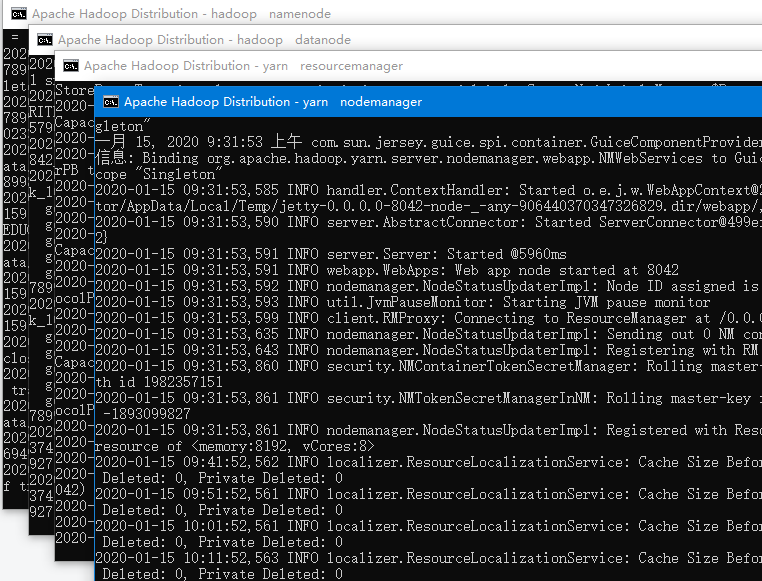 Apache Hadoop Distribution - hadoop   namenode
Apache Hadoop Distribution - hadoop   datanode
Apache Hadoop Distribution - yarn   resourcemanager
Apache Hadoop Distribution - yarn   nodemanager
gleton"
一月 15, 2020 9:31:53 上午 com.sun.jersey.guice.spi.container.GuiceComponentProvider
信息: Binding org.apache.hadoop.yarn.server.nodemanager.webapp.NMWebServices to Guic
cope "Singleton"
2020-01-15 09:31:53,585 INFO handler.ContextHandler: Started o.e.j.w.WebAppContext@
tor/AppData/Local/Temp/jetty-0.0.0.0-8042-node-_-any-906440370347326829.dir/webapp/,
2020-01-15 09:31:53,590 INFO server.AbstractConnector: Started ServerConnector@499e
2}
2020-01-15 09:31:53,591 INFO server.Server: Started @5960ms
2020-01-15 09:31:53,591 INFO webapp.WebApps: Web app node started at 8042
2020-01-15 09:31:53,592 INFO nodemanager.NodeStatusUpdaterImpl: Node ID assigned is
2020-01-15 09:31:53,593 INFO util.JvmPauseMonitor: Starting JVM pause monitor
2020-01-15 09:31:53,599 INFO client.RMProxy: Connecting to ResourceManager at /0.0.0
2020-01-15 09:31:53,635 INFO nodemanager.NodeStatusUpdaterImpl: Sending out 0 NM con
2020-01-15 09:31:53,643 INFO nodemanager.NodeStatusUpdaterImpl: Registering with RM
2020-01-15 09:31:53,860 INFO security.NMContainerTokenSecretManager: Rolling master-
th id 1982357151
2020-01-15 09:31:53,861 INFO security.NMTokenSecretManagerInNM: Rolling master-key
-1893099827
2020-01-15 09:31:53,861 INFO nodemanager.NodeStatusUpdaterImpl: Registered with Reso
resource of <memory:8192, vCores:8>
2020-01-15 09:41:52,562 INFO localizer.ResourceLocalizationService: Cache Size Befor
Deleted: 0, Private Deleted: 0
2020-01-15 09:51:52,561 INFO localizer.ResourceLocalizationService: Cache Size Befor
Deleted: 0, Private Deleted: 0
2020-01-15 10:01:52,561 INFO localizer.ResourceLocalizationService: Cache Size Befor
Deleted: 0, Private Deleted: 0
2020-01-15 10:11:52,563 INFO localizer.ResourceLocalizationService: Cache Size Befor
Deleted: 0, Private Deleted: 0